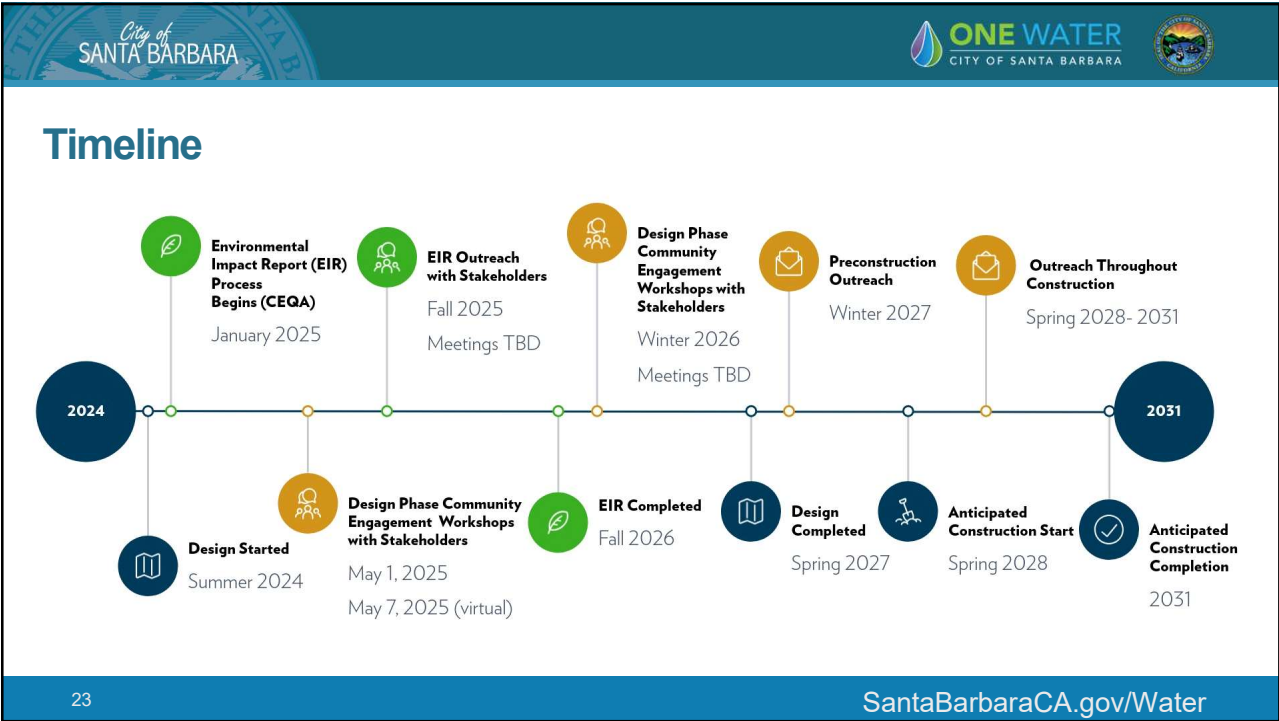 City of
SANTA BARBARA
ONE WATER
CITY OF SANTA BARBARA
Timeline
Environmental
Impact Report (EIR)
Process
Begins (CEQA)
January 2025
EIR Outreach
with Stakeholders
Fall 2025
Meetings TBD
Design Phase
Community
Engagement
Workshops with
Stakeholders
Winter 2026
Meetings TBD
Preconstruction
Outreach
Winter 2027
Outreach Throughout
Construction
Spring 2028- 2031
2024
2031
Design Started
Summer 2024
Design Phase Community
Engagement Workshops
with Stakeholders
May 1, 2025
May 7, 2025 (virtual)
EIR Completed
Fall 2026
Design
Completed
Spring 2027
Anticipated
Construction Start
Spring 2028
Anticipated
Construction
Completion
2031
23
SantaBarbaraCA.gov/Water